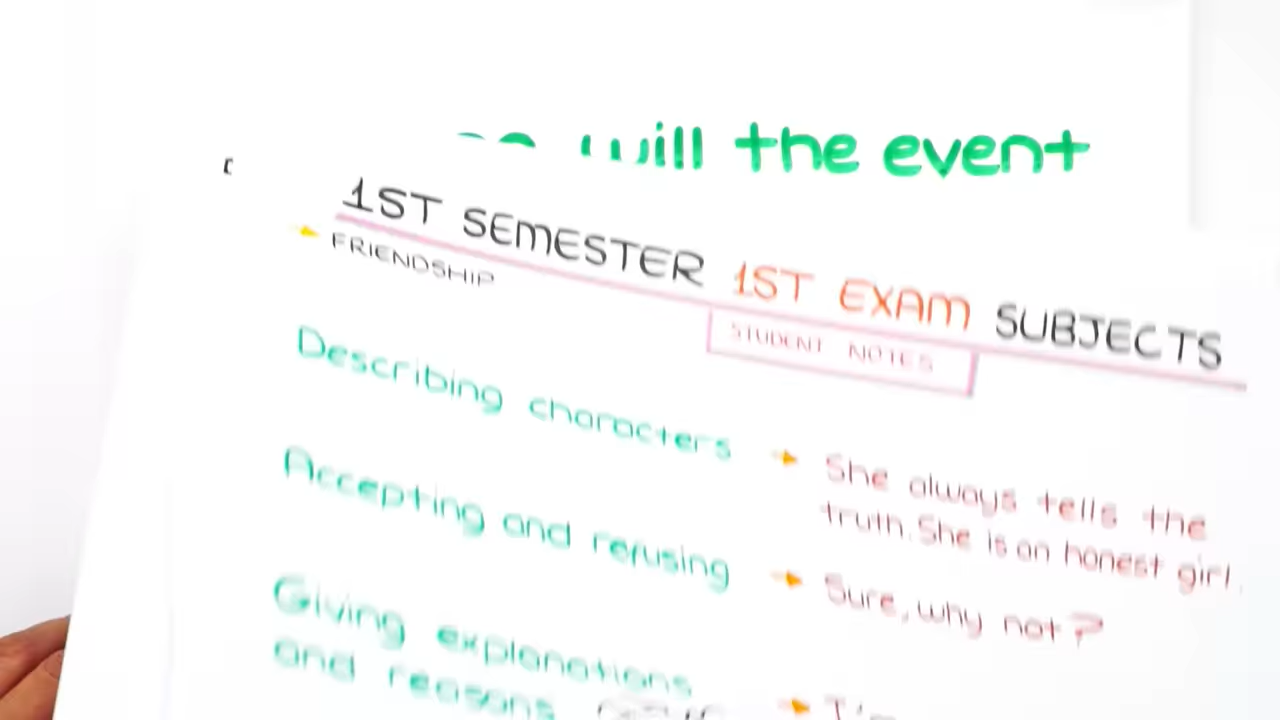 will the event
1ST SEMESTER 1ST EXAM SUBJECTS
FRIENDSHIP
STUDENT NOTES
Describing characters
She always tells the
truth. She is an honest girl.
Accepting and refusing
Sure, why not?
Giving explanations
and reasons